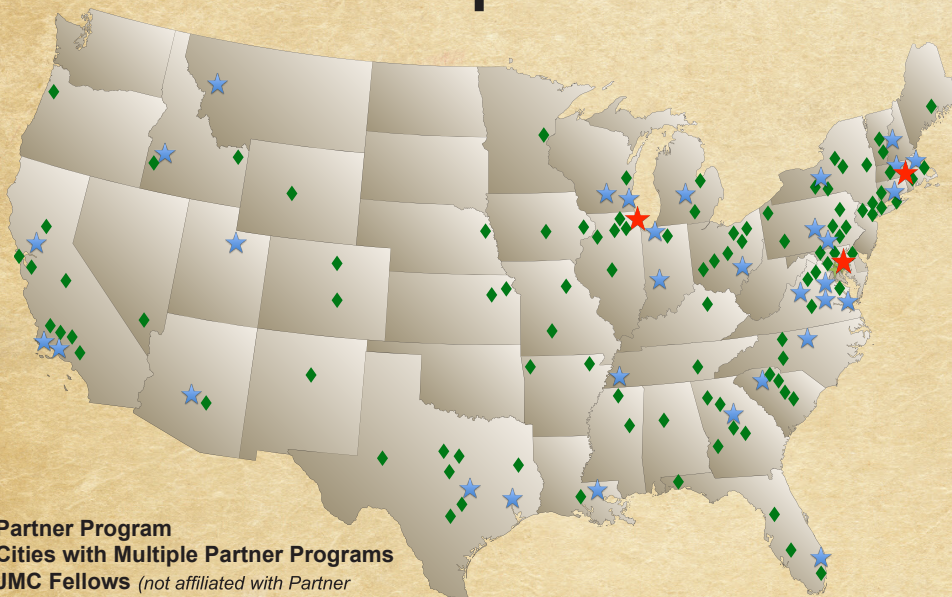 Partner Program
Cities with Multiple Partner Programs
JMC Fellows (not affiliated with Partner